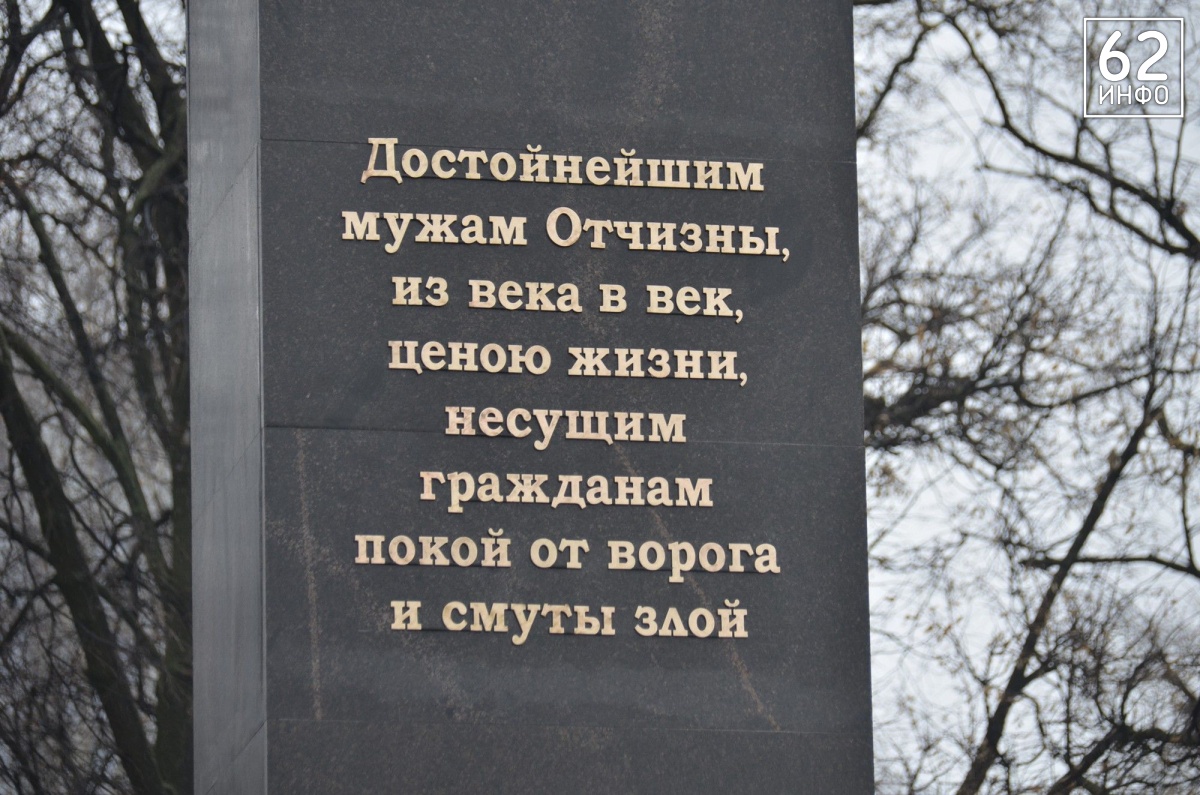 62
ИНФО
Достойнейшим
мужам Отчизны,
из века в век,
ценою жизни,
несущим
гражданам
покой от ворога
и смуты злой